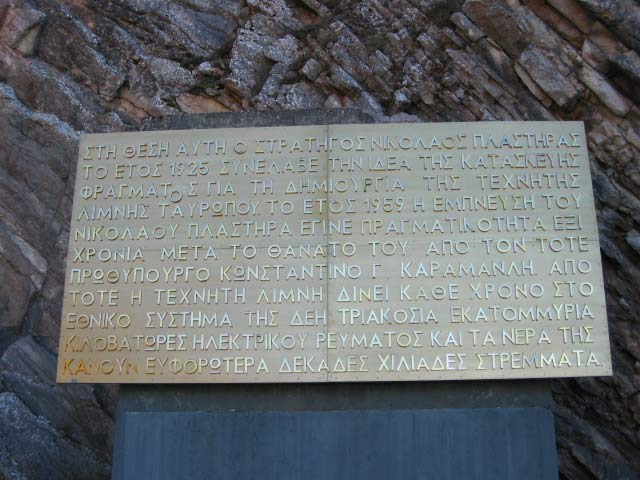 ΣΤΗ ΘΕΣΗ ΑΥΤΗ Ο ΣΤΡΑΤΗΓΟΣ ΝΙΚΟΛΑΟΣ ΠΛΑΣΤΗΡΑΣ
ΤΟ ΕΤΟΣ 1925 ΣΥΝΕΛΑΒΕ ΤΗΝ ΙΔΕΑ ΤΗΣ ΚΑΤΑΣΚΕΥΗΣ
ΦΡΑΓΜΑΤΟΣ ΓΙΑ ΤΗ ΔΗΜΙΟΥΡΓΙΑ ΤΗΣ ΤΕΧΝΗΤΗΣ
ΛΙΜΝΗΣ ΤΑΥΡΩΠΟΥ. ΤΟ ΕΤΟΣ 1959 Η ΕΜΠΝΕΥΣΗ ΤΟΥ
ΝΙΚΟΛΑΟΥ ΠΛΑΣΤΗΡΑ ΕΓΙΝΕ ΠΡΑΓΜΑΤΙΚΟΤΗΤΑ ΕΞΙ
ΧΡΟΝΙΑ ΜΕΤΑ ΤΟ ΘΑΝΑΤΟ ΤΟΥ ΑΠΟ ΤΟΝ ΤΟΤΕ
ΠΡΩΘΥΠΟΥΡΓΟ ΚΩΝΣΤΑΝΤΙΝΟ Γ. ΚΑΡΑΜΑΝΛΗ. ΑΠΟ
ΤΟΤΕ Η ΤΕΧΝΗΤΗ ΛΙΜΝΗ ΔΙΝΕΙ ΚΑΘΕ ΧΡΟΝΟ ΣΤΟ
ΕΘΝΙΚΟ ΣΥΣΤΗΜΑ ΤΗΣ ΔΕΗ ΤΡΙΑΚΟΣΙΑ ΕΚΑΤΟΜΜΥΡΙΑ
ΚΙΛΟΒΑΤΩΡΕΣ ΗΛΕΚΤΡΙΚΟΥ ΡΕΥΜΑΤΟΣ ΚΑΙ ΤΑ ΝΕΡΑ ΤΗΣ
ΚΑΝΟΥΝ ΕΥΦΟΡΩΤΕΡΑ ΔΕΚΑΔΕΣ ΧΙΛΙΑΔΕΣ ΣΤΡΕΜΜΑΤΑ.